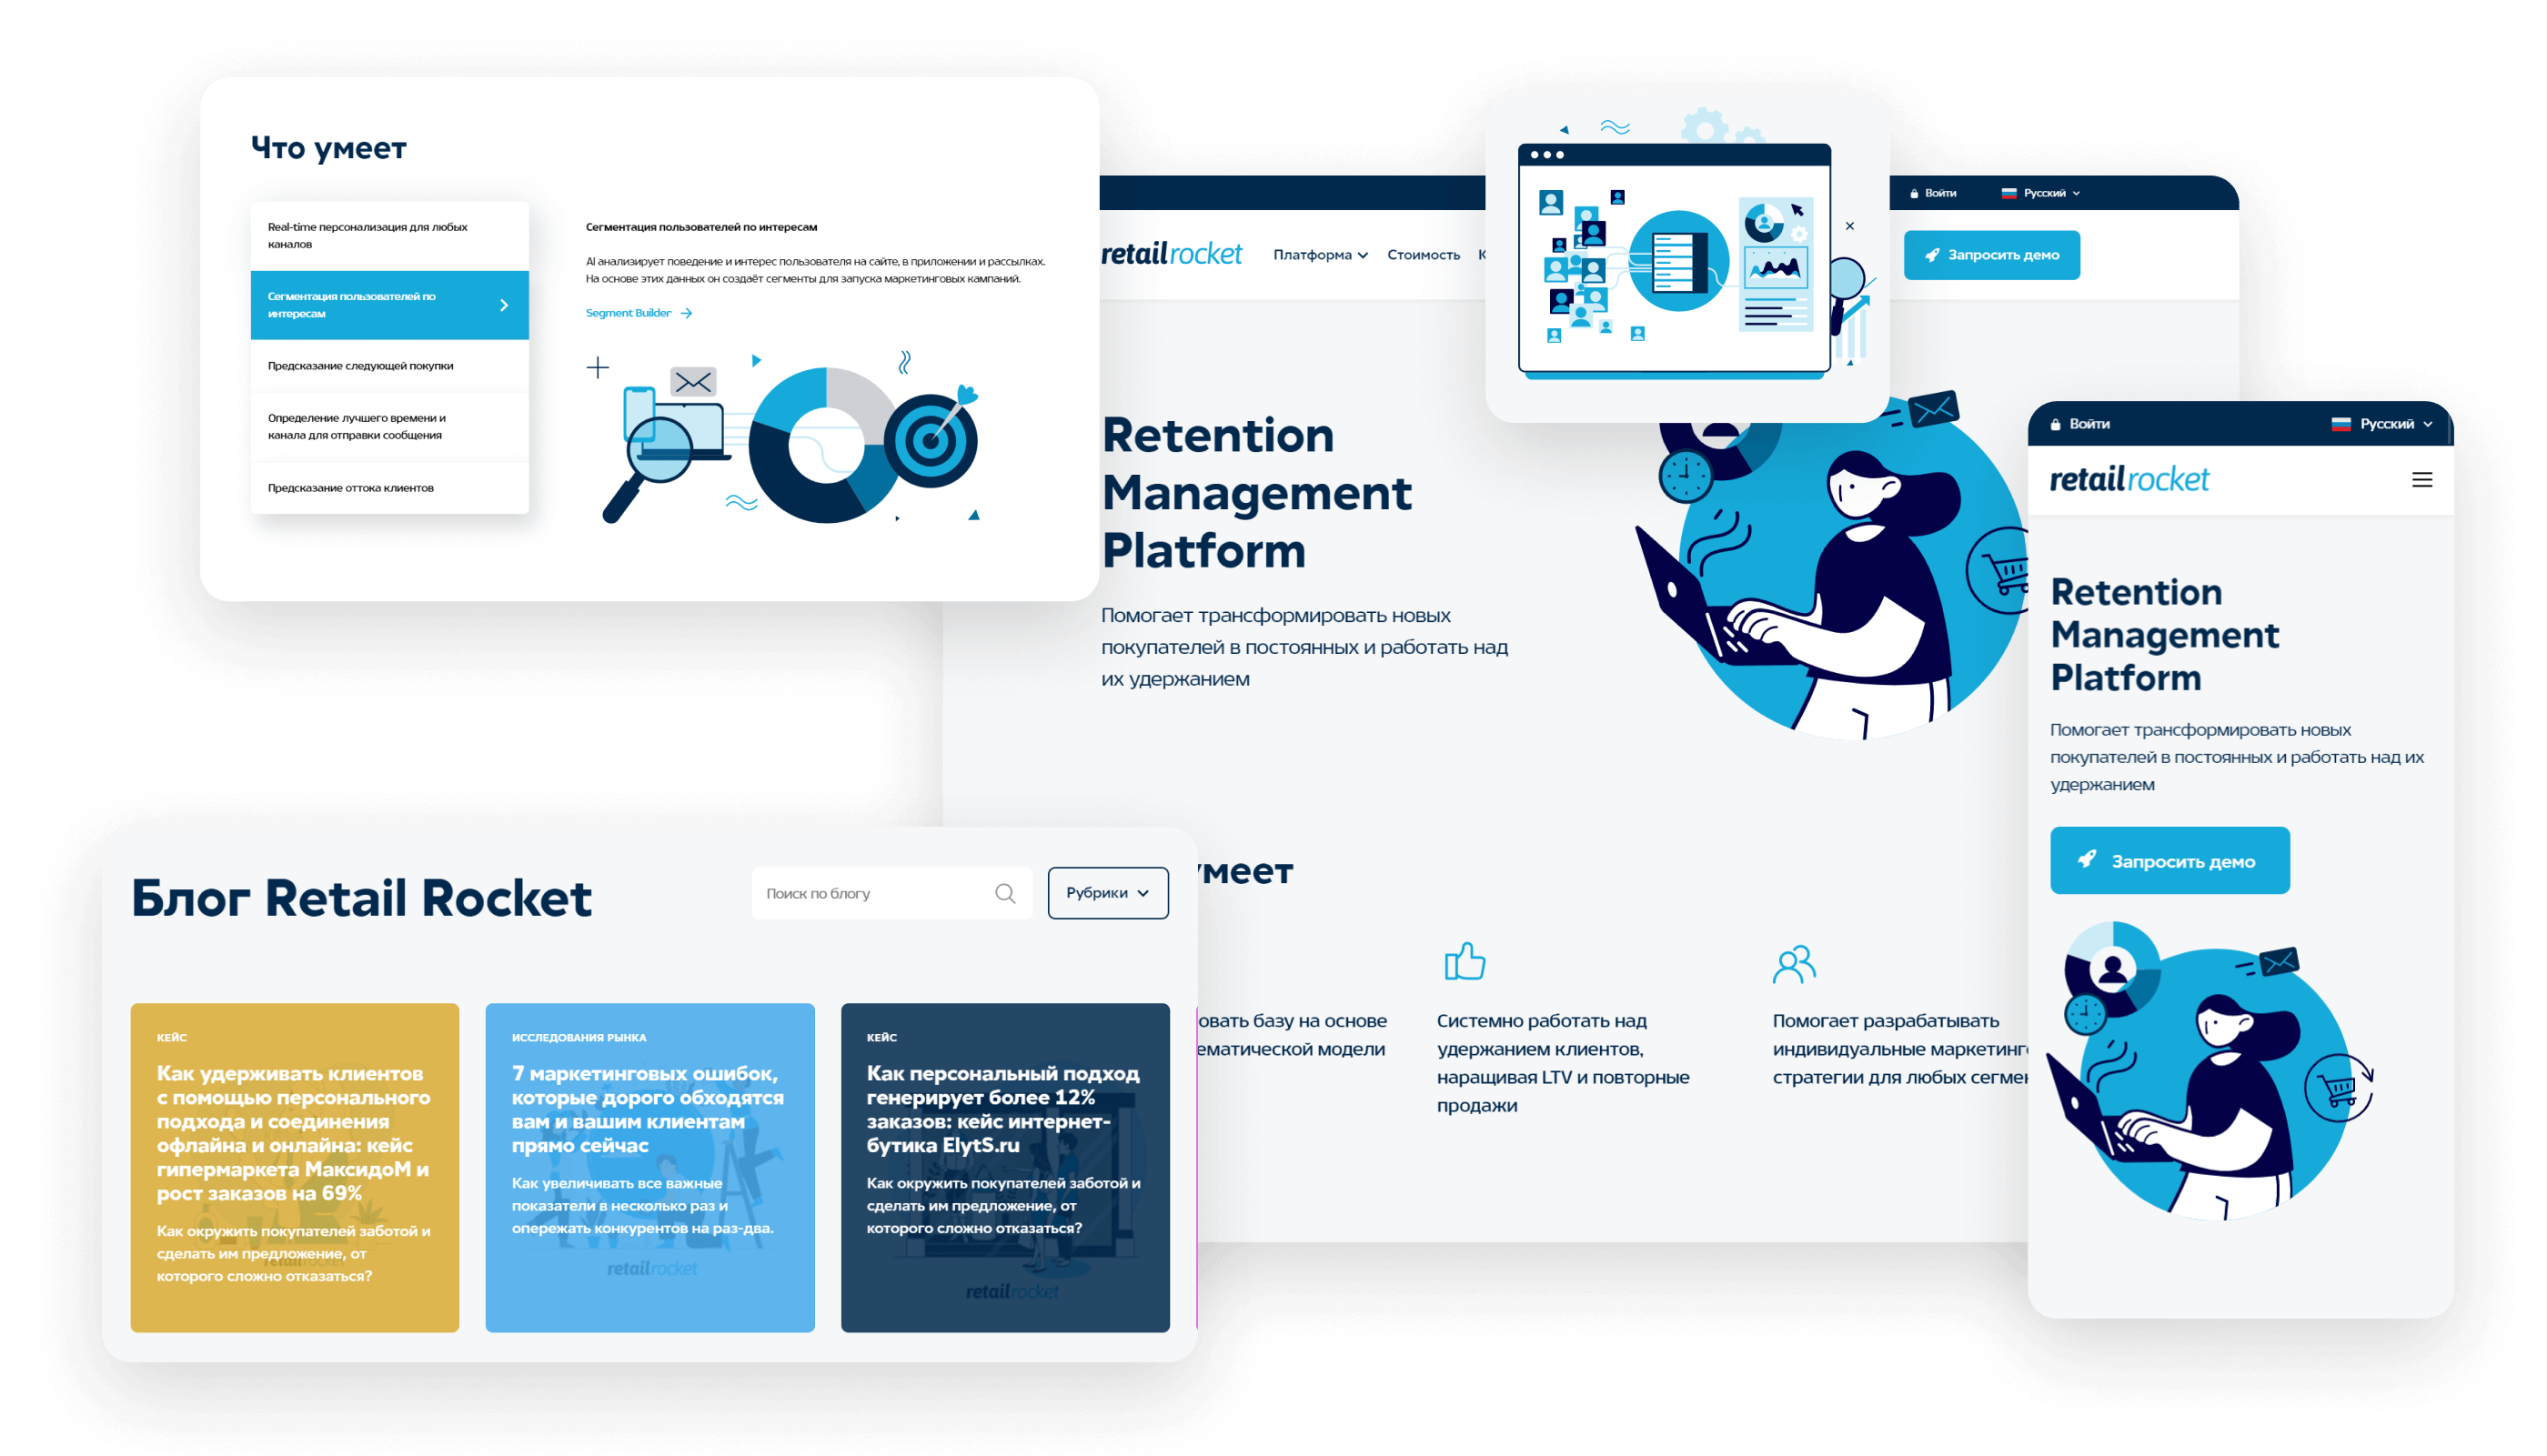 Что умеет
Real-time персонализация для любых
каналов
Сегментация пользователей по
интересам
Предсказание следующей покупки
Определение лучшего времени и
канала для отправки сообщения
Предсказание оттока клиентов
Сегментация пользователей по интересам
AI анализирует поведение и интерес пользователя на сайте, в приложении и рассылках.
На основе этих данных он создаёт сегменты для запуска маркетинговых кампаний.
Segment Builder
Войти
Русский
retail rocket
Платформа
Стоимость
К
Запросить демо
Retention
Management
Platform
Помогает трансформировать новых
покупателей в постоянных и работать над
их удержанием
умеет
овать базу на основе
ематической модели
Системно работать над
удержанием клиентов,
наращивая LTV и повторные
продажи
Помогает разрабатывать
индивидуальные маркетинг
стратегии для любых сегме
Войти
Русский
retail rocket
Retention
Management
Platform
Помогает трансформировать новых
покупателей в постоянных и работать над их
удержанием
Запросить демо
Блог Retail Rocket
Поиск по блогу
Рубрики
КЕЙС
Как удерживать клиентов
с помощью персонального
подхода и соединения
офлайна и онлайна: кейс
гипермаркета МаксидоМ и
рост заказов на 69%
Как окружить покупателей заботой и
сделать им предложение, от
которого сложно отказаться?
retail rocket
ИССЛЕДОВАНИЯ РЫНКА
7 маркетинговых ошибок,
которые дорого обходятся
вам и вашим клиентам
прямо сейчас
Как увеличивать все важные
показатели в несколько раз и
опережать конкурентов на раз-два.
retail rocket
КЕЙС
Как персональный подход
генерирует более 12%
заказов: кейс интернет-
бутика ElytS.ru
Как окружить покупателей заботой и
сделать им предложение, от
которого сложно отказаться?
retail rocket